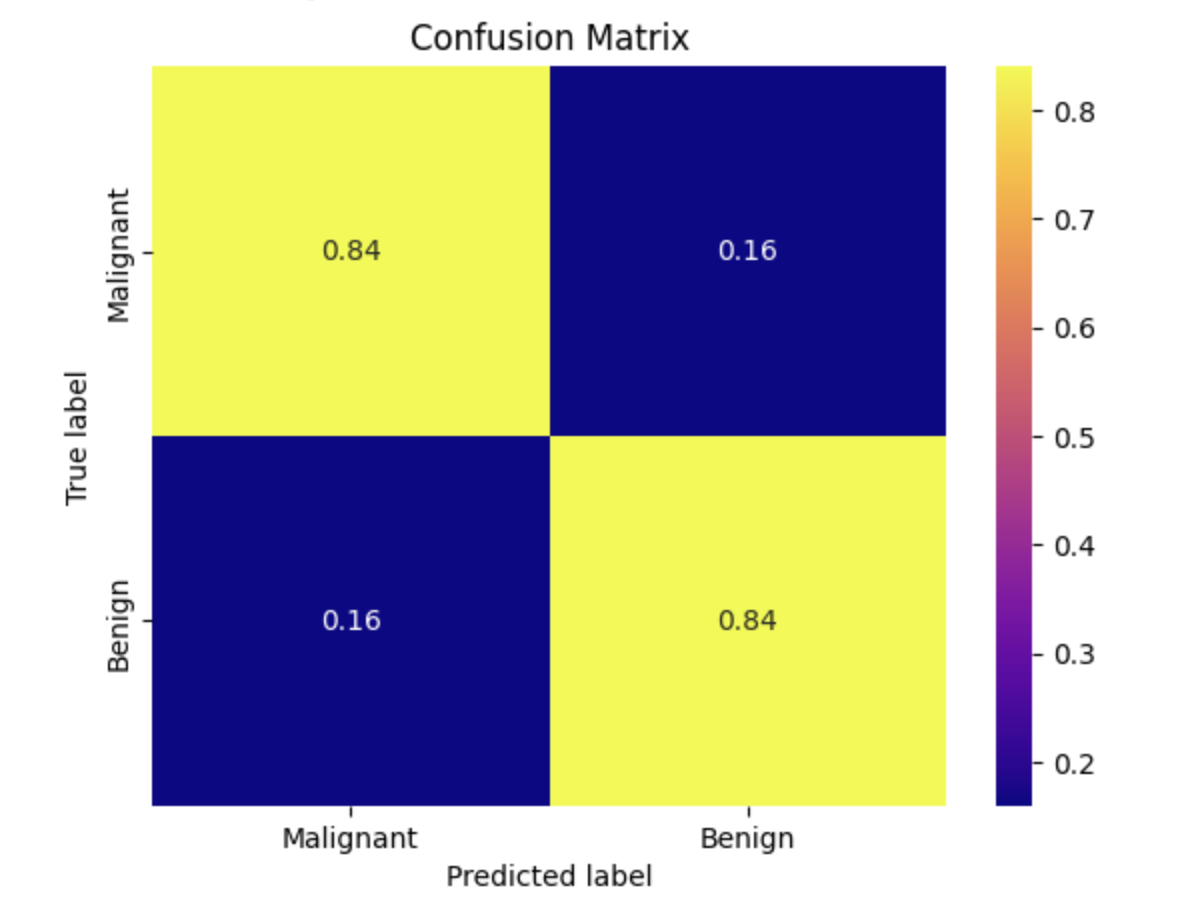 Confusion Matrix
True label
Malignant
Benign
0.84
0.16
0.16
0.84
Malignant
Benign
Predicted label
0.8
0.7
0.6
0.5
0.4
0.3
0.2